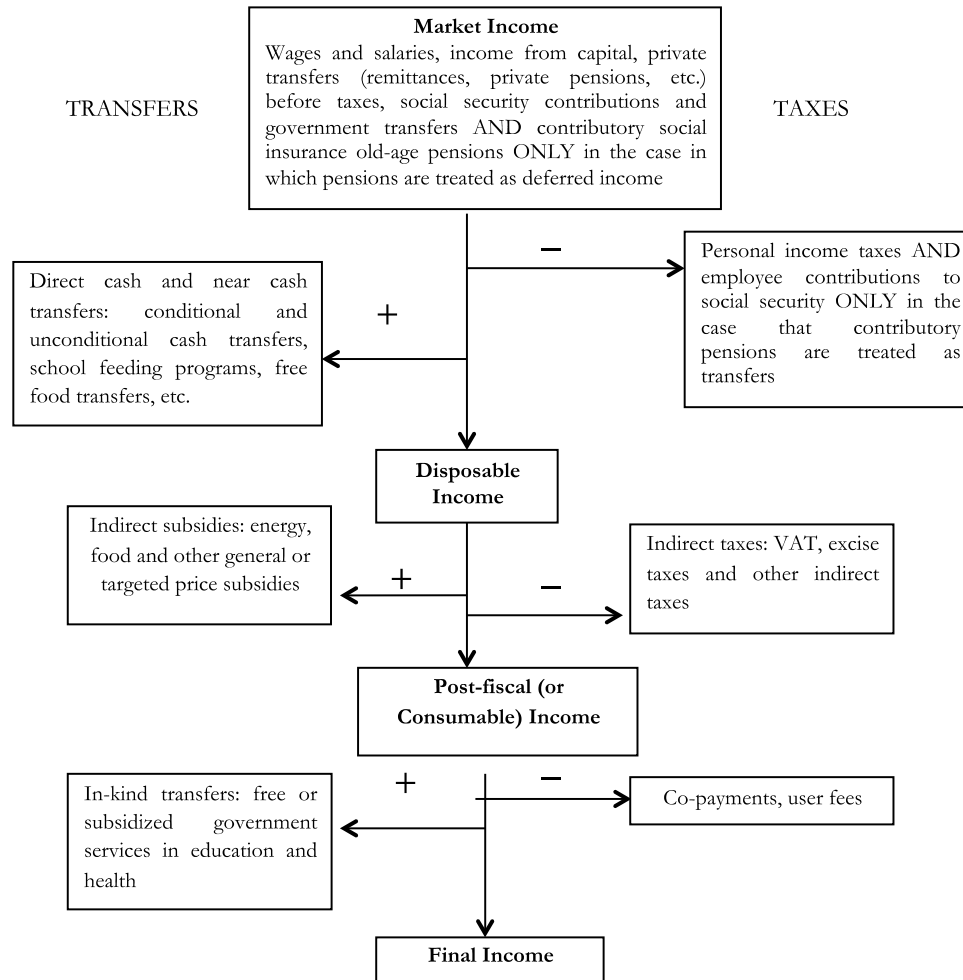 Market Income
Wages and salaries, income from capital, private
transfers (remittances, private pensions, etc.)
before taxes, social security contributions and
government transfers AND contributory social
insurance old-age pensions ONLY in the case in
which pensions are treated as deferred income
TRANSFERS
TAXES
−
Personal income taxes AND
employee contributions to
social security ONLY in the
case that contributory
pensions are treated as
transfers
Direct cash and near cash
transfers: conditional and
unconditional cash transfers,
school feeding programs, free
food transfers, etc.
+
Disposable
Income
Indirect subsidies: energy,
food and other general or
targeted price subsidies
+
−
Indirect taxes: VAT, excise
taxes and other indirect
taxes
Post-fiscal (or
Consumable) Income
In-kind transfers: free or
subsidized government
services in education and
health
+
−
Co-payments, user fees
Final Income